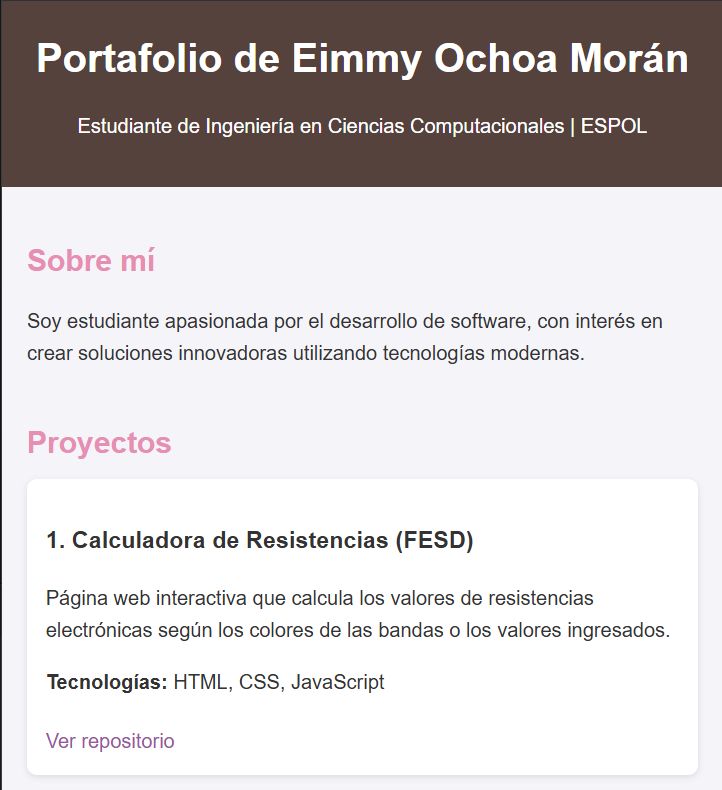 Portafolio de Eimmy Ochoa Morán
Estudiante de Ingeniería en Ciencias Computacionales | ESPOL
Sobre mí
Soy estudiante apasionada por el desarrollo de software, con interés en
crear soluciones innovadoras utilizando tecnologías modernas.
Proyectos
1. Calculadora de Resistencias (FESD)
Página web interactiva que calcula los valores de resistencias
electrónicas según los colores de las bandas o los valores ingresados.
Tecnologías: HTML, CSS, JavaScript
Ver repositorio